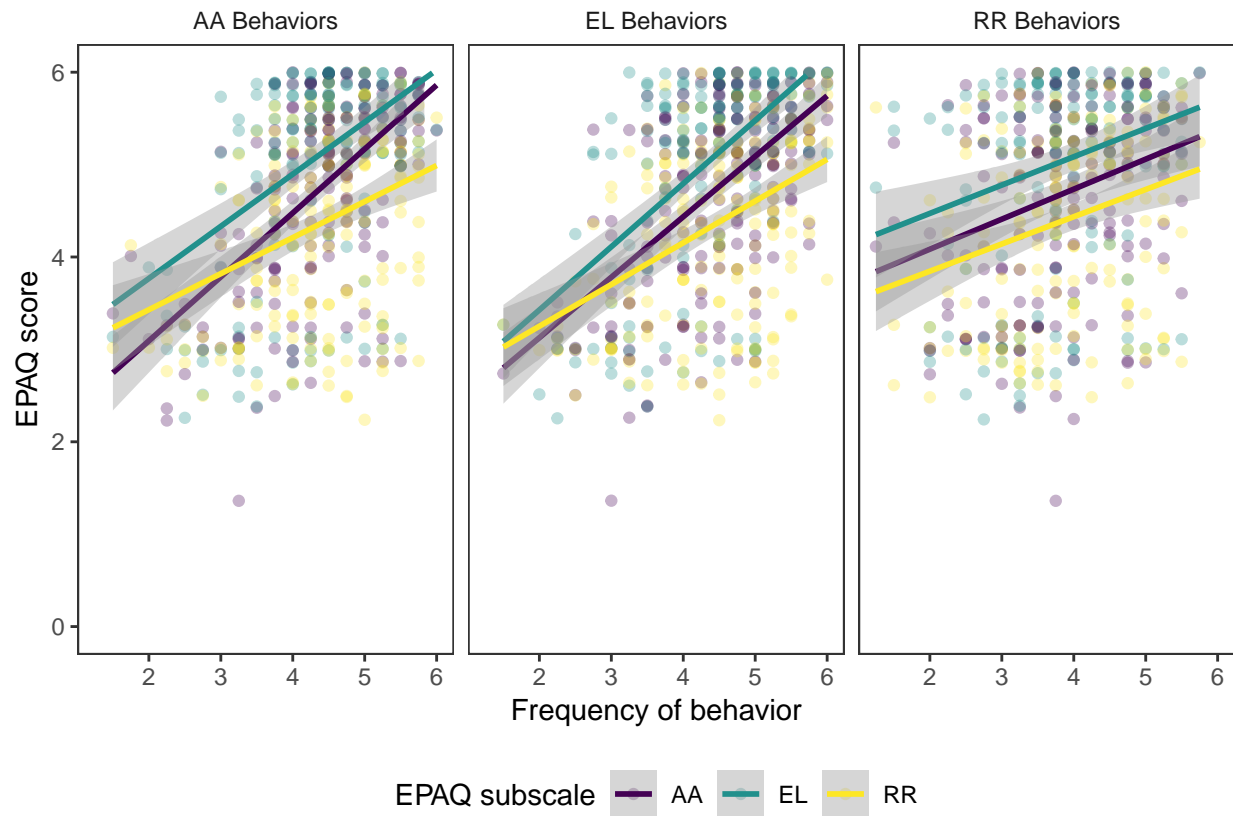 AA Behaviors EL Behaviors RR Behaviors
6
4
2
0
EPAQ score
2 3 4 5 6 2 3 4 5 6 2 3 4 5 6
Frequency of behavior
EPAQ subscale AA EL RR